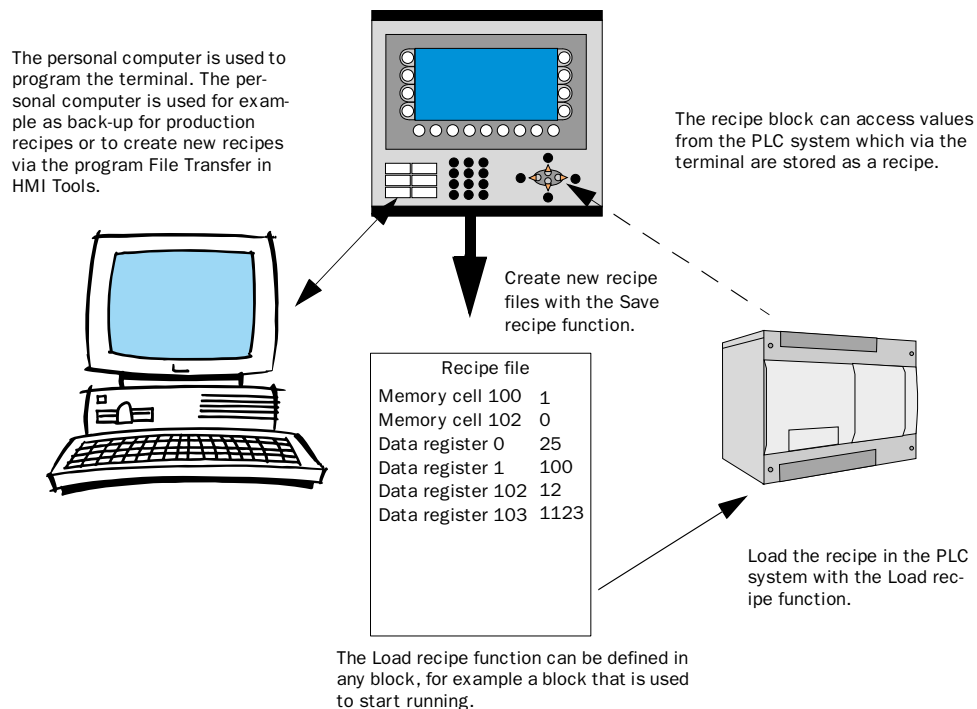 The personal computer is used to
program the terminal. The per-
sonal computer is used for exam-
ple as back-up for production
recipes or to create new recipes
via the program File Transfer in
HMI Tools.
The recipe block can access values
from the PLC system which via the
terminal are stored as a recipe.
Create new recipe
files with the Save
recipe function.
Recipe file
Memory cell 100 1
Memory cell 102 0
Data register 0 25
Data register 1 100
Data register 102 12
Data register 103 1123
Load the recipe in the PLC
system with the Load rec-
ipe function.
The Load recipe function can be defined in
any block, for example a block that is used
to start running.